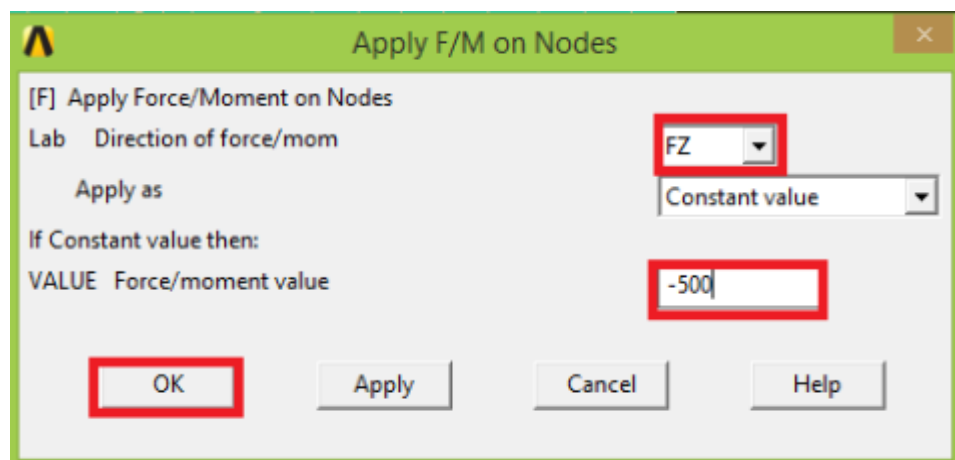 Apply F/M on Nodes
[F] Apply Force/Moment on Nodes
Lab Direction of force/mom FZ
Apply as Constant value
If Constant value then:
VALUE Force/moment value -500
OK Apply Cancel Help